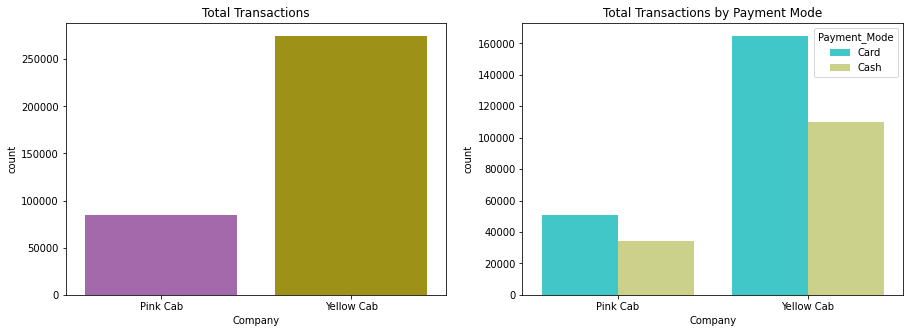 Total Transactions
250000
200000
150000
100000
50000
0
count
Pink Cab
Yellow Cab
Company
Total Transactions by Payment Mode
Payment_Mode
Card
Cash
160000
140000
120000
100000
80000
60000
40000
20000
0
count
Pink Cab
Yellow Cab
Company